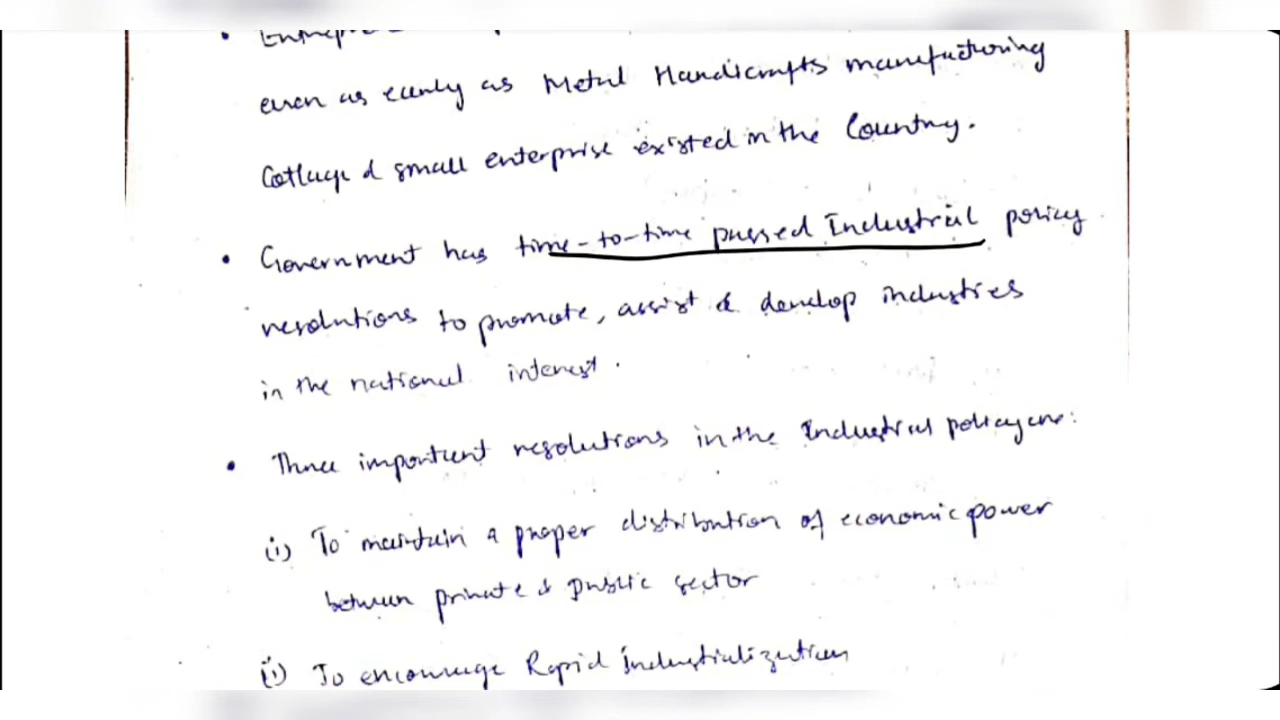 even as early as Metal Handicrafts manufacturing
Cottage & small enterprise existed in the Country.
• Government has time-to-time passed Industrial policy
resolutions to promote, assist & develop industries
in the national interest.
• Three important resolutions in the Industrial policy are:
(i) To maintain a proper distribution of economic power
between private & public sector
(ii) To encourage Rapid Industrialization